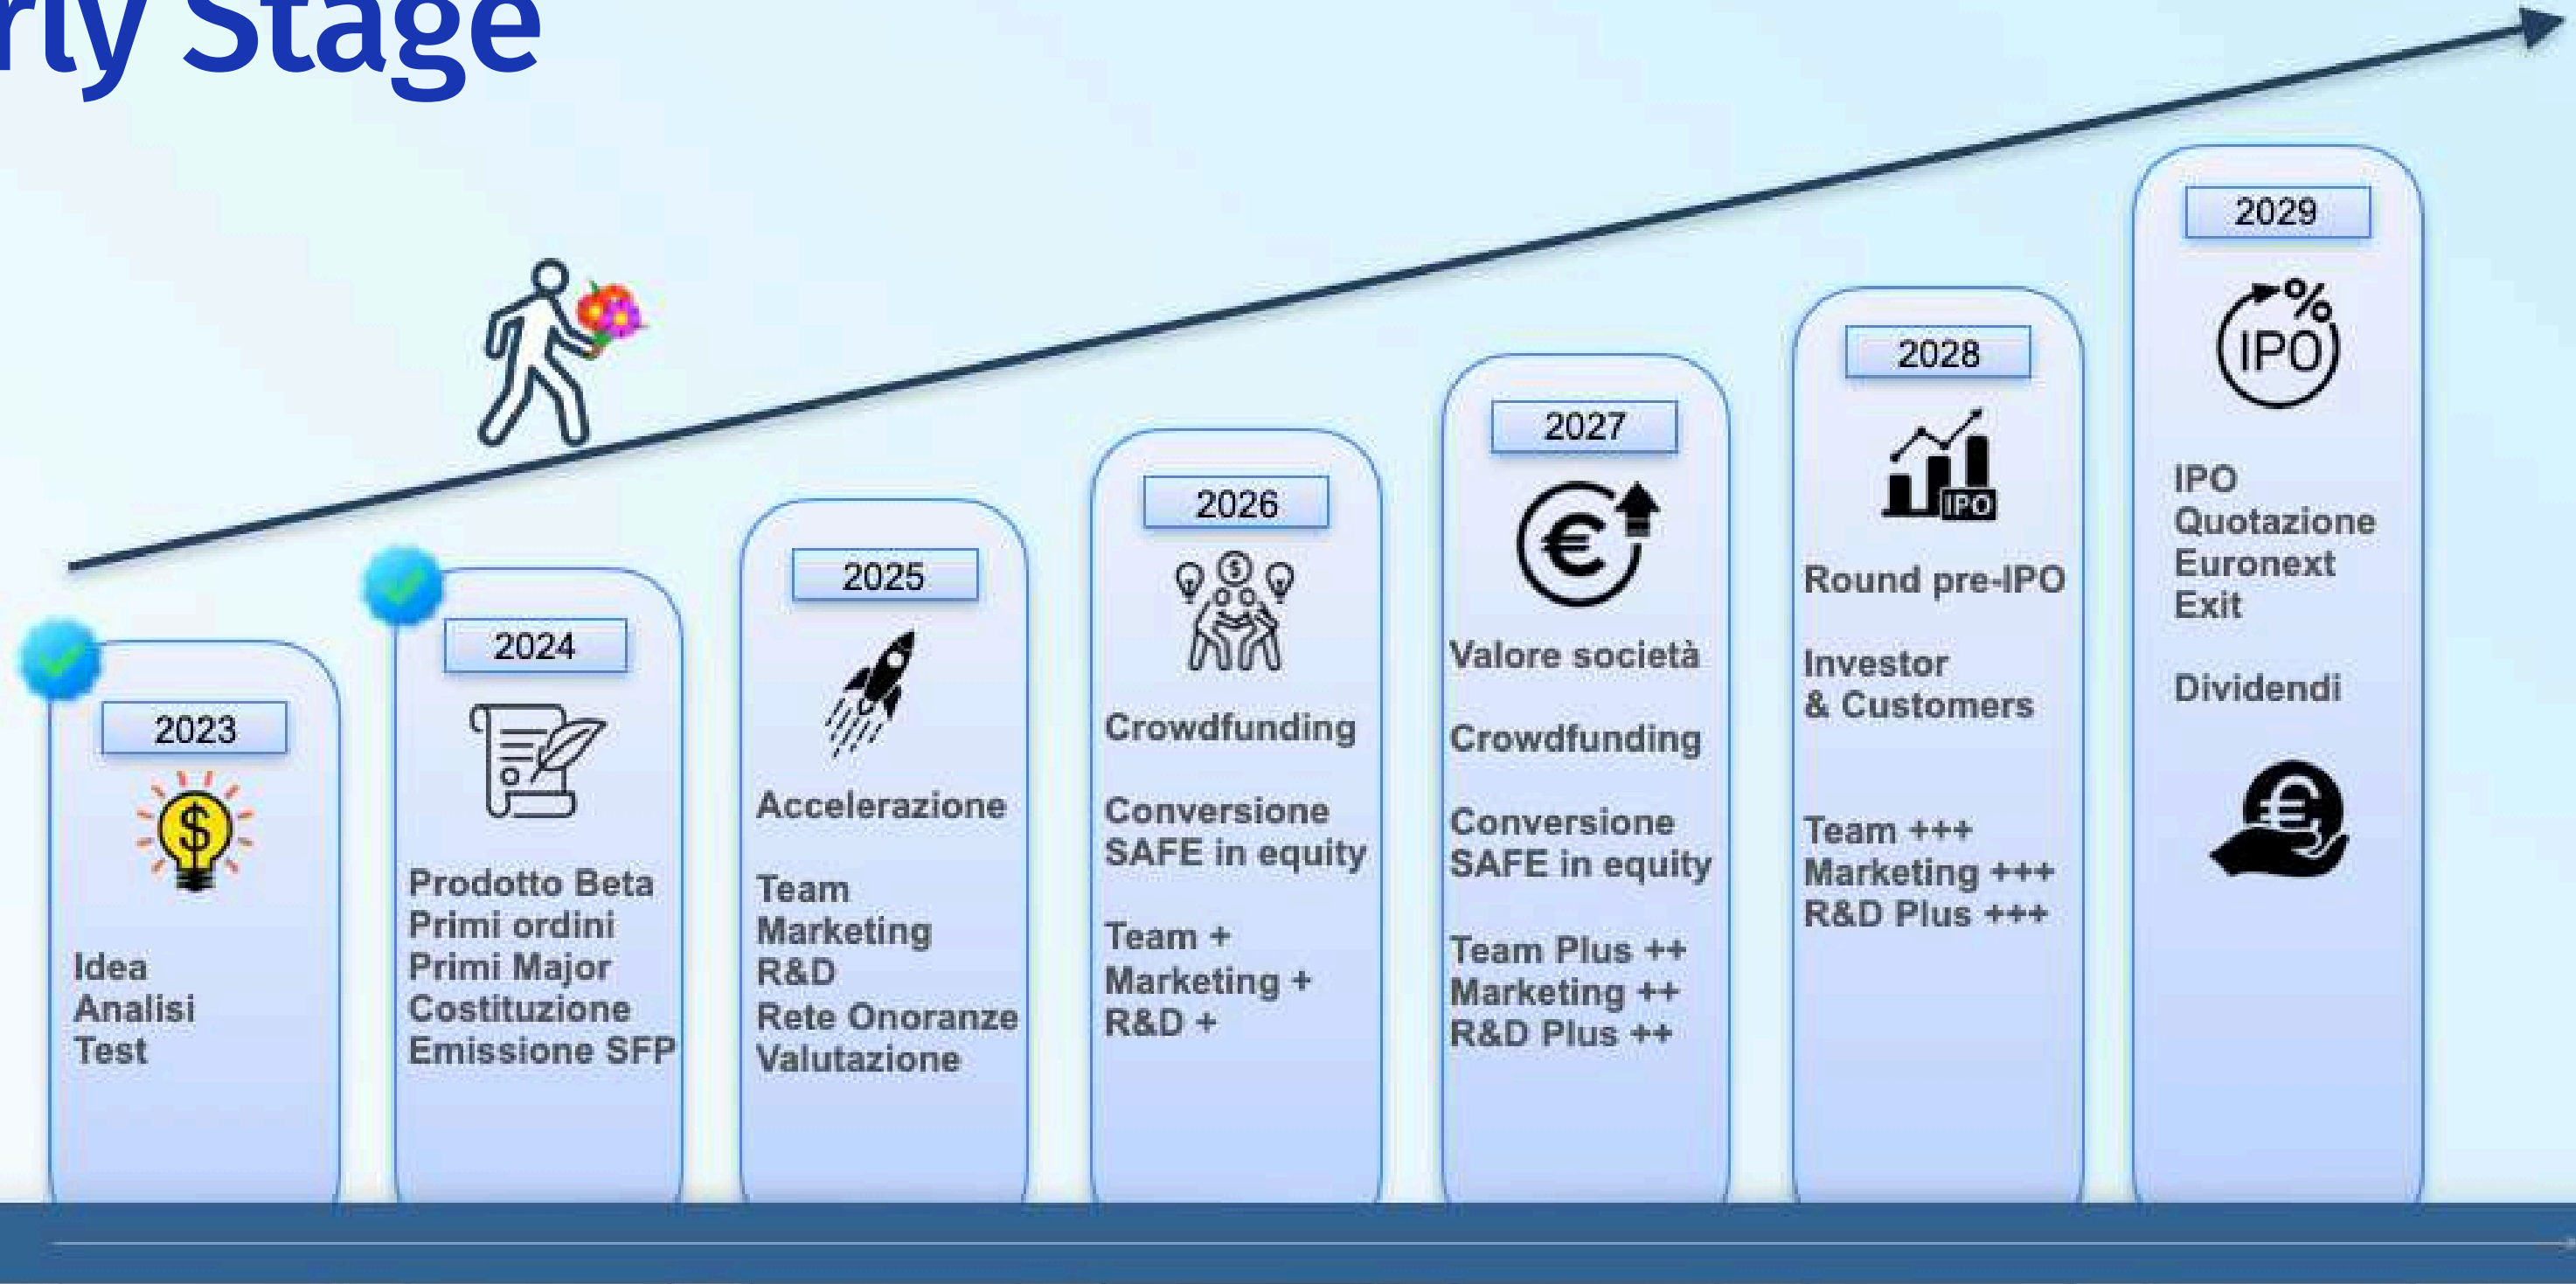 rly Stage
2023
$
Idea
Analisi
Test
2024
Prodotto Beta
Primi ordini
Primi Major
Costituzione
Emissione SFP
2025
Accelerazione
Team
Marketing
R&D
Rete Onoranze
Valutazione
2026
$
Crowdfunding
Conversione
SAFE in equity
Team +
Marketing +
R&D +
2027
€
Valore società
Crowdfunding
Conversione
SAFE in equity
Team Plus ++
Marketing ++
R&D Plus ++
2028
IPO
Round pre-IPO
Investor
& Customers
Team +++
Marketing +++
R&D Plus +++
2029
%
IPO
IPO
Quotazione
Euronext
Exit
Dividendi
€